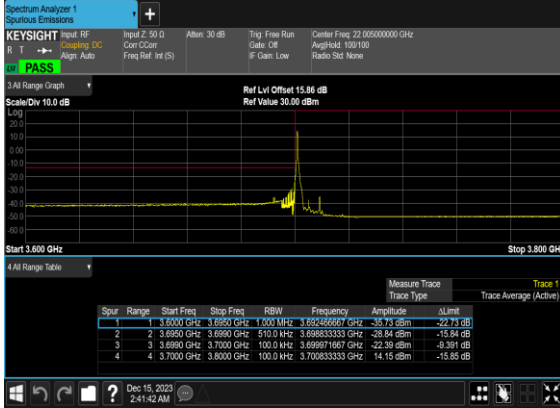 Spectrum Analyzer 1
Spurious Emissions
+
KEYSIGHT Input: RF Input Z: 50 Ω Atten: 30 dB Trig: Free Run Center Freq: 22.005000000 GHz
R T Coupling: DC Corr CCorr Gate: Off Avg|Hold: 100/100
Align: Auto Freq Ref: Int (S) IF Gain: Low Radio Std: None
LXI PASS
3 All Range Graph
Ref Lvl Offset 15.86 dB
Scale/Div 10.0 dB Ref Value 30.00 dBm
Log
20.0
10.0
0.00
-10.0
-20.0
-30.0
-40.0
-50.0
-60.0
Start 3.600 GHz Stop 3.800 GH
4 All Range Table
Measure Trace Trace 1
Trace Type Trace Average (Active)
Spur Range Start Freq Stop Freq RBW Frequency Amplitude ΔLimit
1 1 3.6000 GHz 3.6950 GHz 1.000 MHz 3.692466667 GHz -35.73 dBm -22.73 dB
2 2 3.6950 GHz 3.6990 GHz 510.0 kHz 3.698833333 GHz -28.84 dBm -15.84 dB
3 3 3.6990 GHz 3.7000 GHz 100.0 kHz 3.699971667 GHz -22.39 dBm -9.391 dB
4 4 3.7000 GHz 3.8000 GHz 100.0 kHz 3.700833333 GHz 14.15 dBm -15.85 dB
? Dec 15, 2023
2:41:42 AM